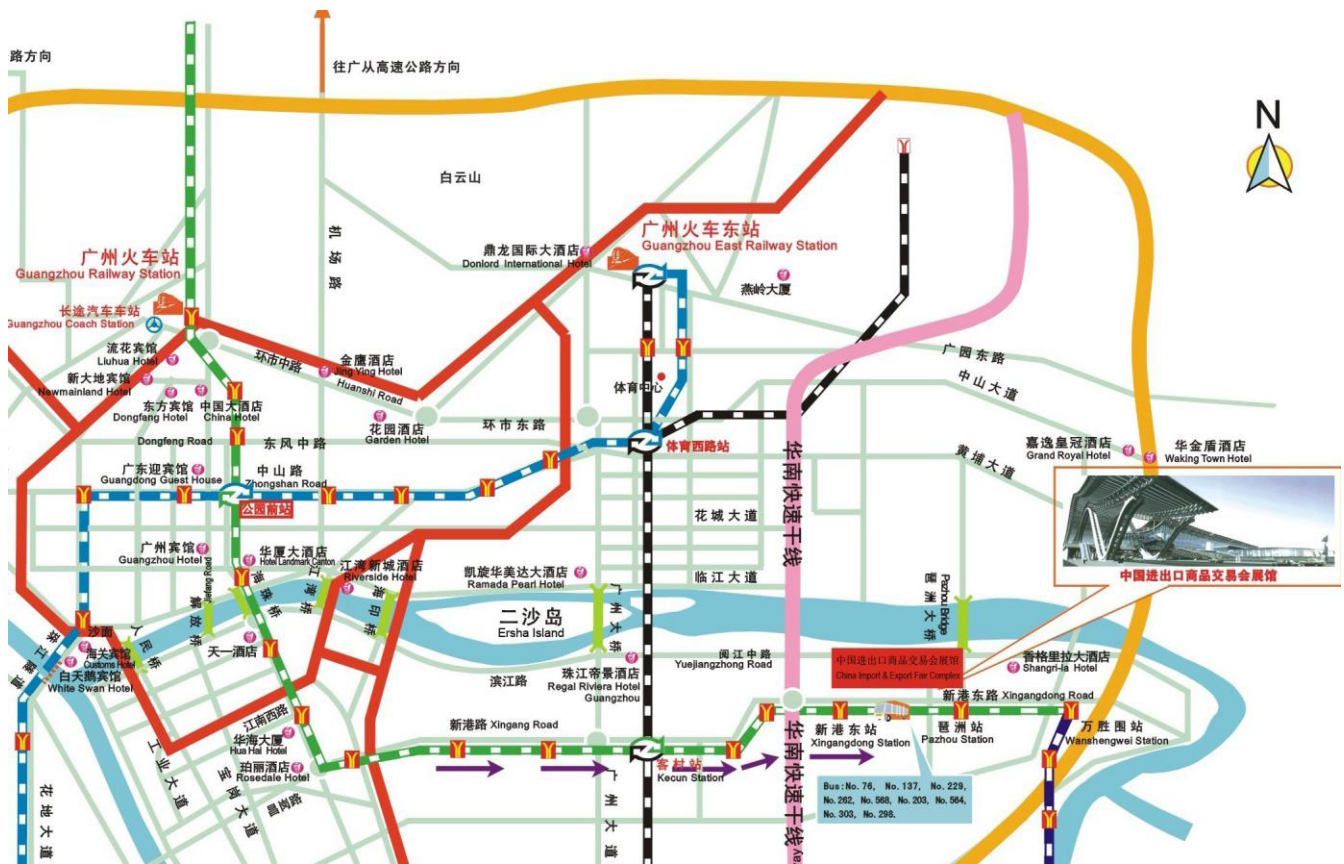 路方向
往广从高速公路方向
N
白云山
机场路
广州火车站
Guangzhou Railway Station
长途汽车车站
Guangzhou Coach Station
流花宾馆
Liuhua Hotel
新大地宾馆
Newmainland Hotel
东方宾馆
Dongfang Hotel
中国大酒店
China Hotel
环市中路
金鹰酒店
Jing Ying Hotel
Huanshi Road
花园酒店
Garden Hotel
环市东路
鼎龙国际大酒店
Donlord International Hotel
广州火车东站
Guangzhou East Railway Station
燕岭大厦
体育中心
体育西路站
广园东路
中山大道
黄埔大道
嘉逸皇冠酒店
Grand Royal Hotel
华金盾酒店
Waking Town Hotel
Dongfeng Road
东风中路
广东迎宾馆
Guangdong Guest House
中山路
Zhongshan Road
公园前站
花城大道
华南快速干线
中国进出口商品交易会展馆
广州宾馆
Guangzhou Hotel
Jiefang Road
解放桥
华厦大酒店
Hotel Landmark Canton
海珠桥
江湾桥
江湾新城酒店
Riverside Hotel
海印桥
凯旋华美达大酒店
Ramada Pearl Hotel
广州大桥
临江大道
琶洲大桥
Pazhou Bridge
二沙岛
Ersha Island
沙面
人民桥
珠江隧道
海关宾馆
Customs Hotel
白天鹅宾馆
White Swan Hotel
天一酒店
滨江路
珠江帝景酒店
Regal Riviera Hotel
Guangzhou
阅江中路
Yuejiangzhong Road
中国进出口商品交易会展馆
China Import & Export Fair Complex
香格里拉大酒店
Shangri-la Hotel
新港东路 Xingangdong Road
江南西路
华海大厦
Hua Hai Hotel
珀丽酒店
Rosedale Hotel
新港路 Xingang Road
客村站
Kecun Station
新港东站
Xingangdong Station
琶洲站
Pazhou Station
万胜围站
Wanshengwei Station
华南快速干线
way
花地大道
工业大道
宝岗大道
昌岗路
广州大道
Bus:No.76, No.137, No.229,
No.262, No.568, No.203, No.564,
No.303, No.298.